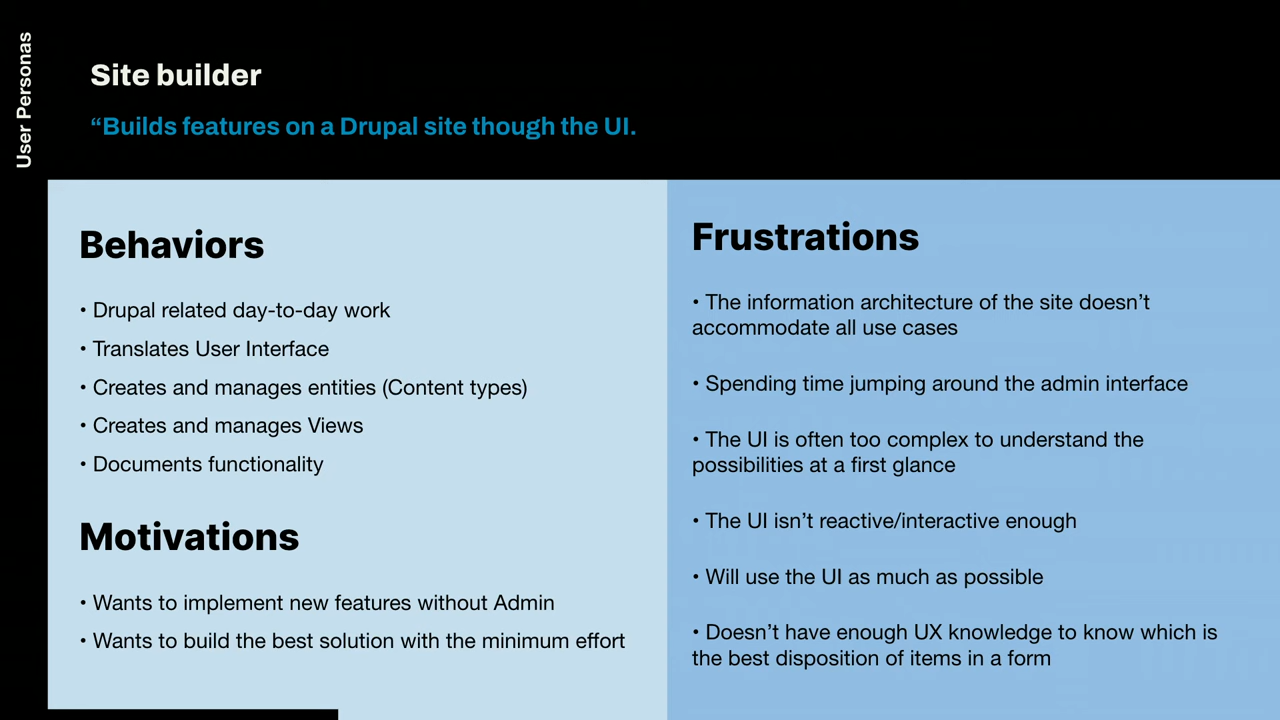 User Personas
Site builder
“Builds features on a Drupal site though the UI.
Behaviors
• Drupal related day-to-day work
• Translates User Interface
• Creates and manages entities (Content types)
• Creates and manages Views
• Documents functionality
Motivations
• Wants to implement new features without Admin
• Wants to build the best solution with the minimum effort
Frustrations
• The information architecture of the site doesn’t
accommodate all use cases
• Spending time jumping around the admin interface
• The UI is often too complex to understand the
possibilities at a first glance
• The UI isn’t reactive/interactive enough
• Will use the UI as much as possible
• Doesn’t have enough UX knowledge to know which is
the best disposition of items in a form